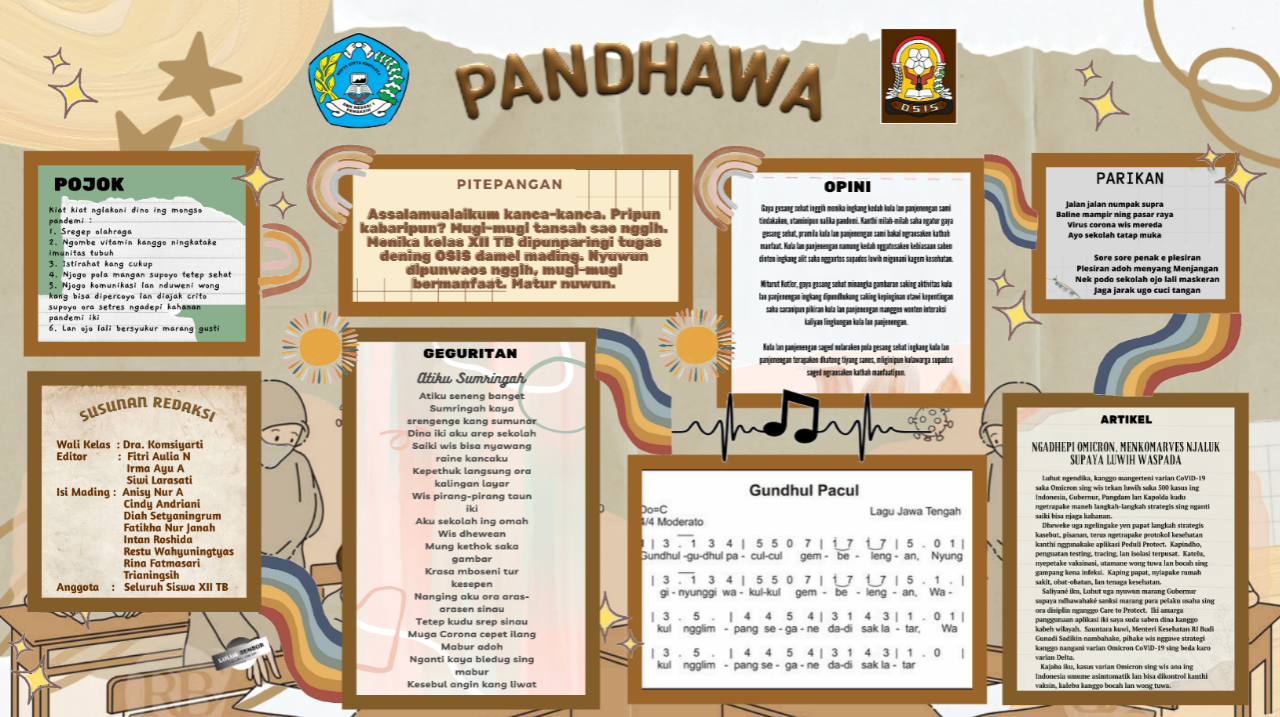 PANDHAWA
OSIS
POJOK
Kiat kiat nglakoni dino ing mongso
pandemi :
1. Sregep olahraga
2. Ngombe vitamin kanggo ningkatake
imunitas tubuh
3. Istirahat kang cukup
4. Njogo pola mangan supoyo tetep sehat
5. Njogo komunikasi lan nduweni wong
kang bisa dipercoyo lan diajak crito
supoyo ora setres ngadepi kahanan
pandemi iki
6. Lan ojo lali bersyukur marang gusti
PITEPANGAN
Assalamualaikum kanca-kanca. Pripun
kabaripun? Mugi-mugi tansah sae nggih.
Menika kelas XII TB dipunparingi tugas
dening OSIS damel mading. Nyuwun
dipunwaos nggih, mugi-mugi
bermanfaat. Matur nuwun.
OPINI
Gaya gesang sehat inggih menika ingkang kedah kula lan panjenengan sami
tindakaken, utaminipun nalika pandemi. Kanthi milah-milah saha ngatur gaya
gesang sehat, pramila kula lan panjenengan sami bakal ngraosaken kathah
manfaat. Kula lan panjenengan namung kedah nggatosaken kebiasaan saben
dinten ingkang alit saha nggantos supados luwih migunani kagem kesehatan.
Miturut Kotler, gaya gesang sehat minangka gambaran saking aktivitas kula
lan panjenengan ingkang dipundhukung saking kepinginan utawi kepentingan
saha caranipun pikiran kula lan panjenengan manggon wonten interaksi
kaliyan lingkungan kula lan panjenengan.
Kula lan panjenengan saged nularaken pola gesang sehat ingkang kula lan
panjenengan terapaken dhateng tiyang sanes, mliginipun kulawarga supados
saged ngraosaken kathah manfaatipun.
PARIKAN
Jalan jalan numpak supra
Baline mampir ning pasar raya
Virus corona wis mereda
Ayo sekolah tatap muka
Sore sore penak e plesiran
Plesiran adoh menyang Menjangan
Nek podo sekolah ojo lali maskeran
Jaga jarak ugo cuci tangan
SUSUNAN REDAKSI
Wali Kelas : Dra. Komsiyarti
Editor : Fitri Aulia N
Irma Ayu A
Siwi Larasati
Isi Mading : Anisy Nur A
Cindy Andriani
Diah Setyaningrum
Fatikha Nur Janah
Intan Roshida
Restu Wahyuningtyas
Rina Fatmasari
Trianingsih
Anggota : Seluruh Siswa XII TB
LULUS SENSOR
GEGURITAN
Atiku Sumringah
Atiku seneng banget
Sumringah kaya
srengenge kang sumunar
Dina iki aku arep sekolah
Saiki wis bisa nyawang
raine kancaku
Kepethuk langsung ora
kalingan layar
Wis pirang-pirang taun
iki
Aku sekolah ing omah
Wis dhewean
Mung kethok saka
gambar
Krasa mboseni tur
kesepen
Nanging aku ora aras-
arasen sinau
Tetep kudu srep sinau
Muga Corona cepet ilang
Mabur adoh
Nganti kaya bledug sing
mabur
Kesebul angin kang liwat
Gundhul Pacul
Do=C
Lagu Jawa Tengah
4/4 Moderato
1 | 3 . 1 3 4 | 5 5 0 7 | 1 7 1 7 | 5 . 0 1 |
Gundhul -gu-dhul pa - cul-cul gem - be - leng - an, Nyung
| 3 . 1 3 4 | 5 5 0 7 | 1 7 1 7 | 5 . 1 . |
gi - nyunggi wa - kul-kul gem - be - leng - an, Wa -
| 3 . 5 . | 4 4 5 4 | 3 1 4 3 | 1 . 0 1 |
kul ngglim - pang se - ga - ne da-di sak la - tar, Wa
| 3 . 5 . | 4 4 5 4 | 3 1 4 3 | 1 . 0 |
kul ngglim - pang se - ga - ne da-di sak la - tar
ARTIKEL
NGADHEPI OMICRON, MENKOMARVES NJALUK
SUPAYA LUWIH WASPADA
Luhut ngendika, kanggo mangerteni varian CoViD-19
saka Omicron sing wis tekan luwih saka 500 kasus ing
Indonesia, Gubernur, Pangdam lan Kapolda kudu
ngetrapake maneh langkah-langkah strategis sing nganti
saiki bisa njaga kahanan.
Dheweke uga ngelingake yen papat langkah strategis
kasebut, pisanan, terus ngetrapake protokol kesehatan
kanthi nggunakake aplikasi Peduli Protect. Kapindho,
penguatan testing, tracing, lan isolasi terpusat. Katelu,
nyepetake vaksinasi, utamane wong tuwa lan bocah sing
gampang kena infeksi. Kaping papat, nyiapake rumah
sakit, obat-obatan, lan tenaga kesehatan.
Saliyané iku, Luhut uga nyuwun marang Gubernur
supaya ndhawahaké sanksi marang para pelaku usaha sing
ora disiplin nganggo Care to Protect. Iki amarga
panggunaan aplikasi iki saya suda saben dina kanggo
kabeh wilayah. Sauntara kuwi, Menteri Kesehatan RI Budi
Gunadi Sadikin nambahake, pihake wis nggawe strategi
kanggo nangani varian Omicron CoViD-19 sing beda karo
varian Delta.
Kajaba iku, kasus varian Omicron sing wis ana ing
Indonesia umume asimtomatik lan bisa dikontrol kanthi
vaksin, kalebu kanggo bocah lan wong tuwa.